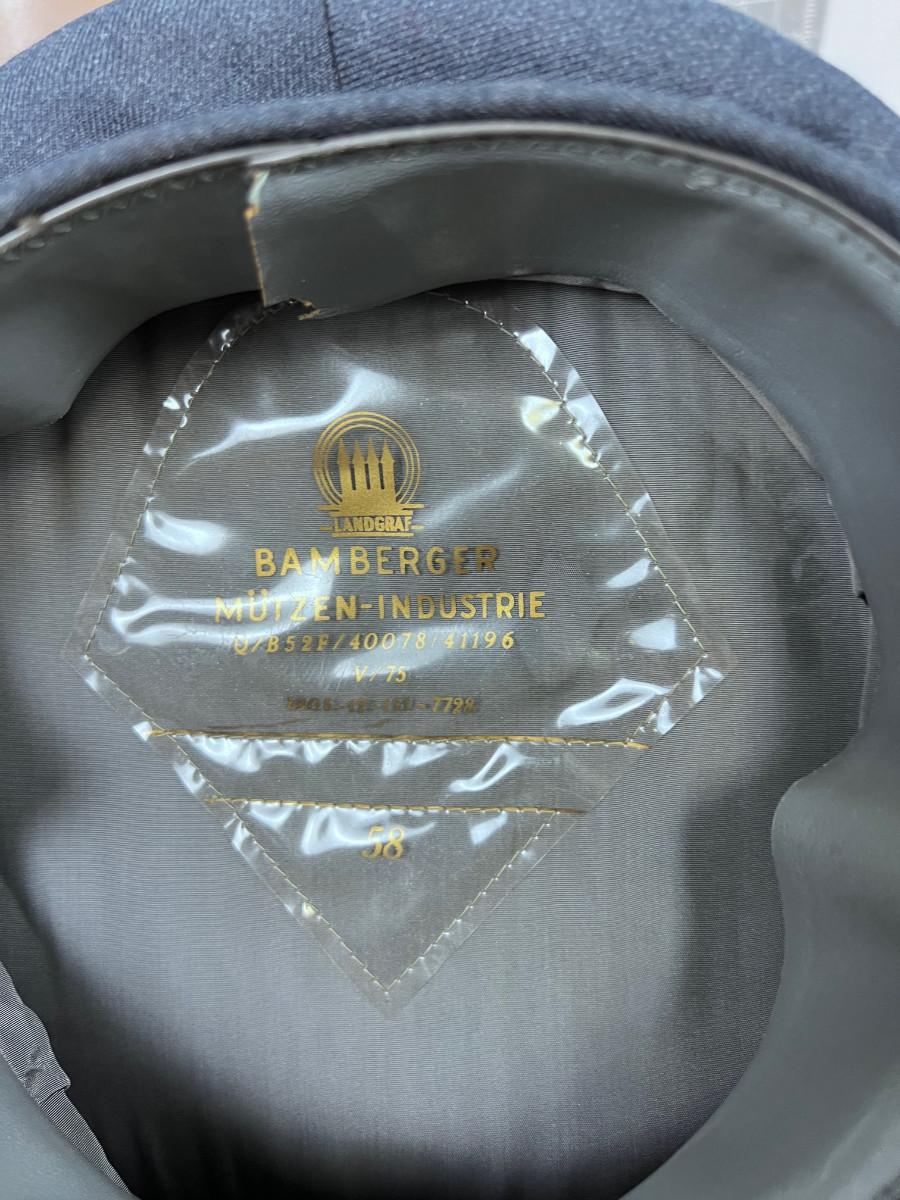 LANDGRAF
BAMBERGER
MÜTZEN-INDUSTRIE
Q/B52F/40078/41196
V/75
58